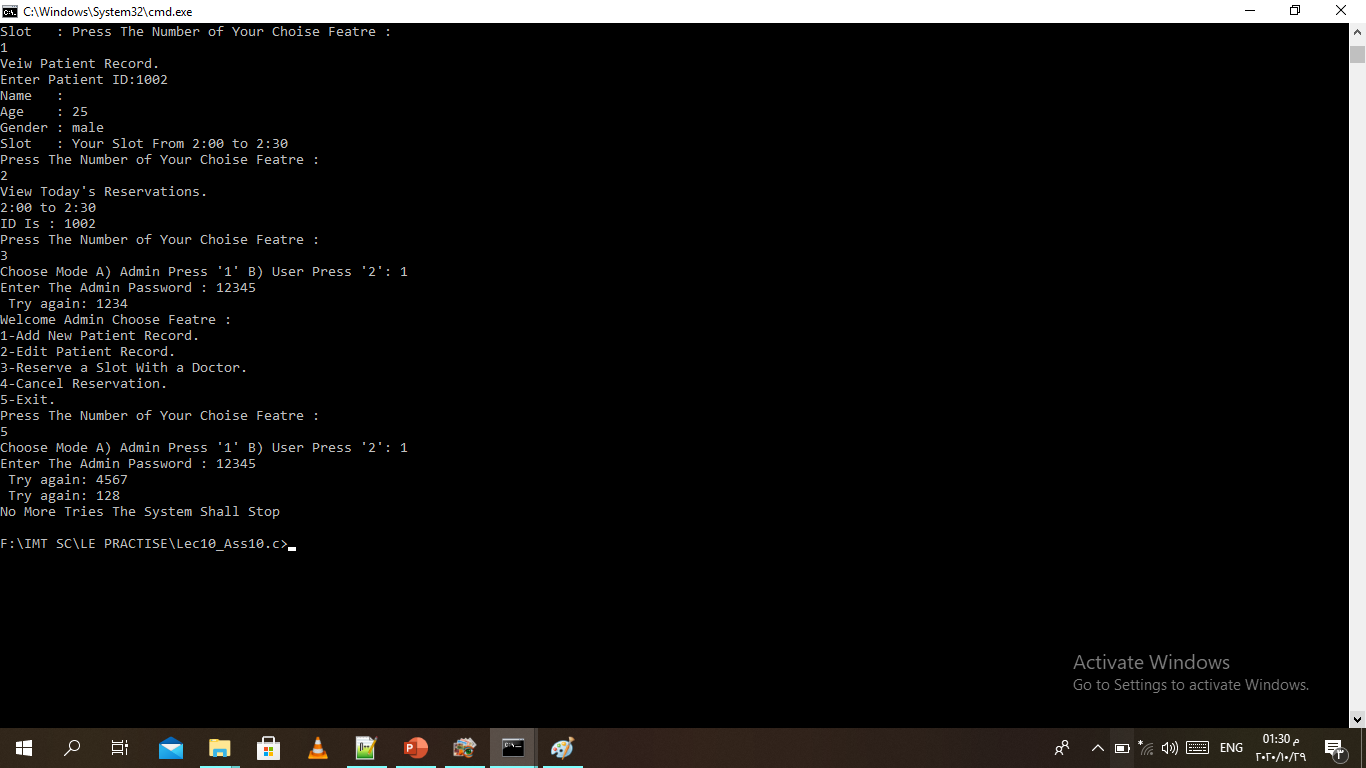 C:\Windows\System32\cmd.exe
Slot   : Press The Number of Your Choise Featre :
1
Veiw Patient Record.
Enter Patient ID:1002
Name   :
Age    : 25
Gender : male
Slot   : Your Slot From 2:00 to 2:30
Press The Number of Your Choise Featre :
2
View Today's Reservations.
2:00 to 2:30
ID Is : 1002
Press The Number of Your Choise Featre :
3
Choose Mode A) Admin Press '1' B) User Press '2': 1
Enter The Admin Password : 12345
 Try again: 1234
Welcome Admin Choose Featre :
1-Add New Patient Record.
2-Edit Patient Record.
3-Reserve a Slot With a Doctor.
4-Cancel Reservation.
5-Exit.
Press The Number of Your Choise Featre :
5
Choose Mode A) Admin Press '1' B) User Press '2': 1
Enter The Admin Password : 12345
 Try again: 4567
 Try again: 128
No More Tries The System Shall Stop
F:\IMT SC\LE PRACTISE\Lec10_Ass10.c>
Activate Windows
Go to Settings to activate Windows.
ENG
01:30 م
٢٠٢٠/١٠/٢٩
٣